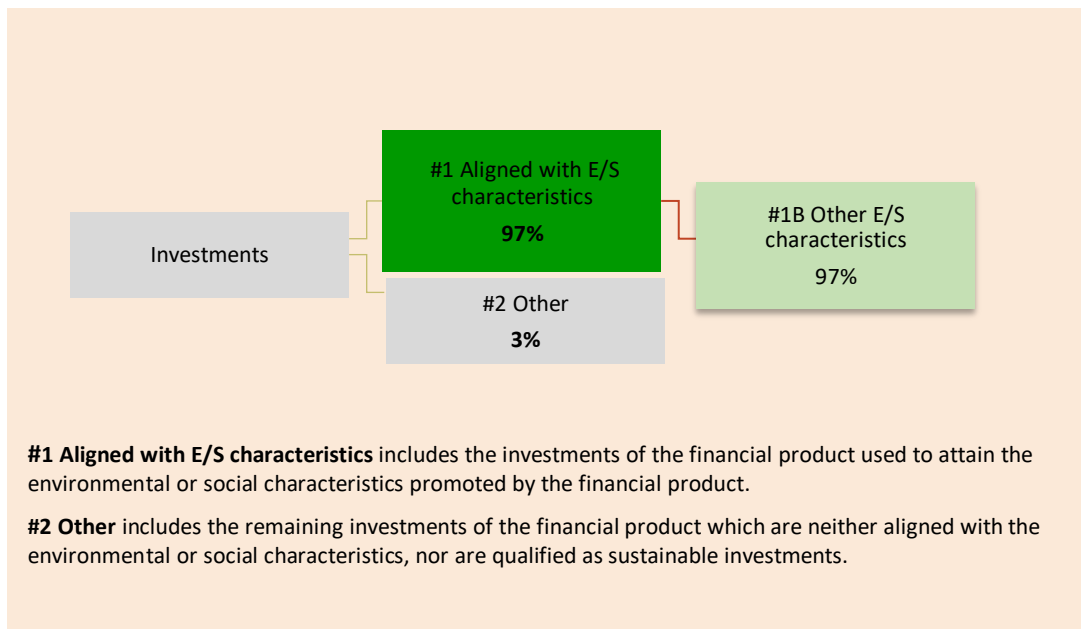 #1 Aligned with E/S
characteristics
97%
#1B Other E/S
characteristics
97%
Investments
#2 Other
3%
#1 Aligned with E/S characteristics includes the investments of the financial product used to attain the
environmental or social characteristics promoted by the financial product.
#2 Other includes the remaining investments of the financial product which are neither aligned with the
environmental or social characteristics, nor are qualified as sustainable investments.